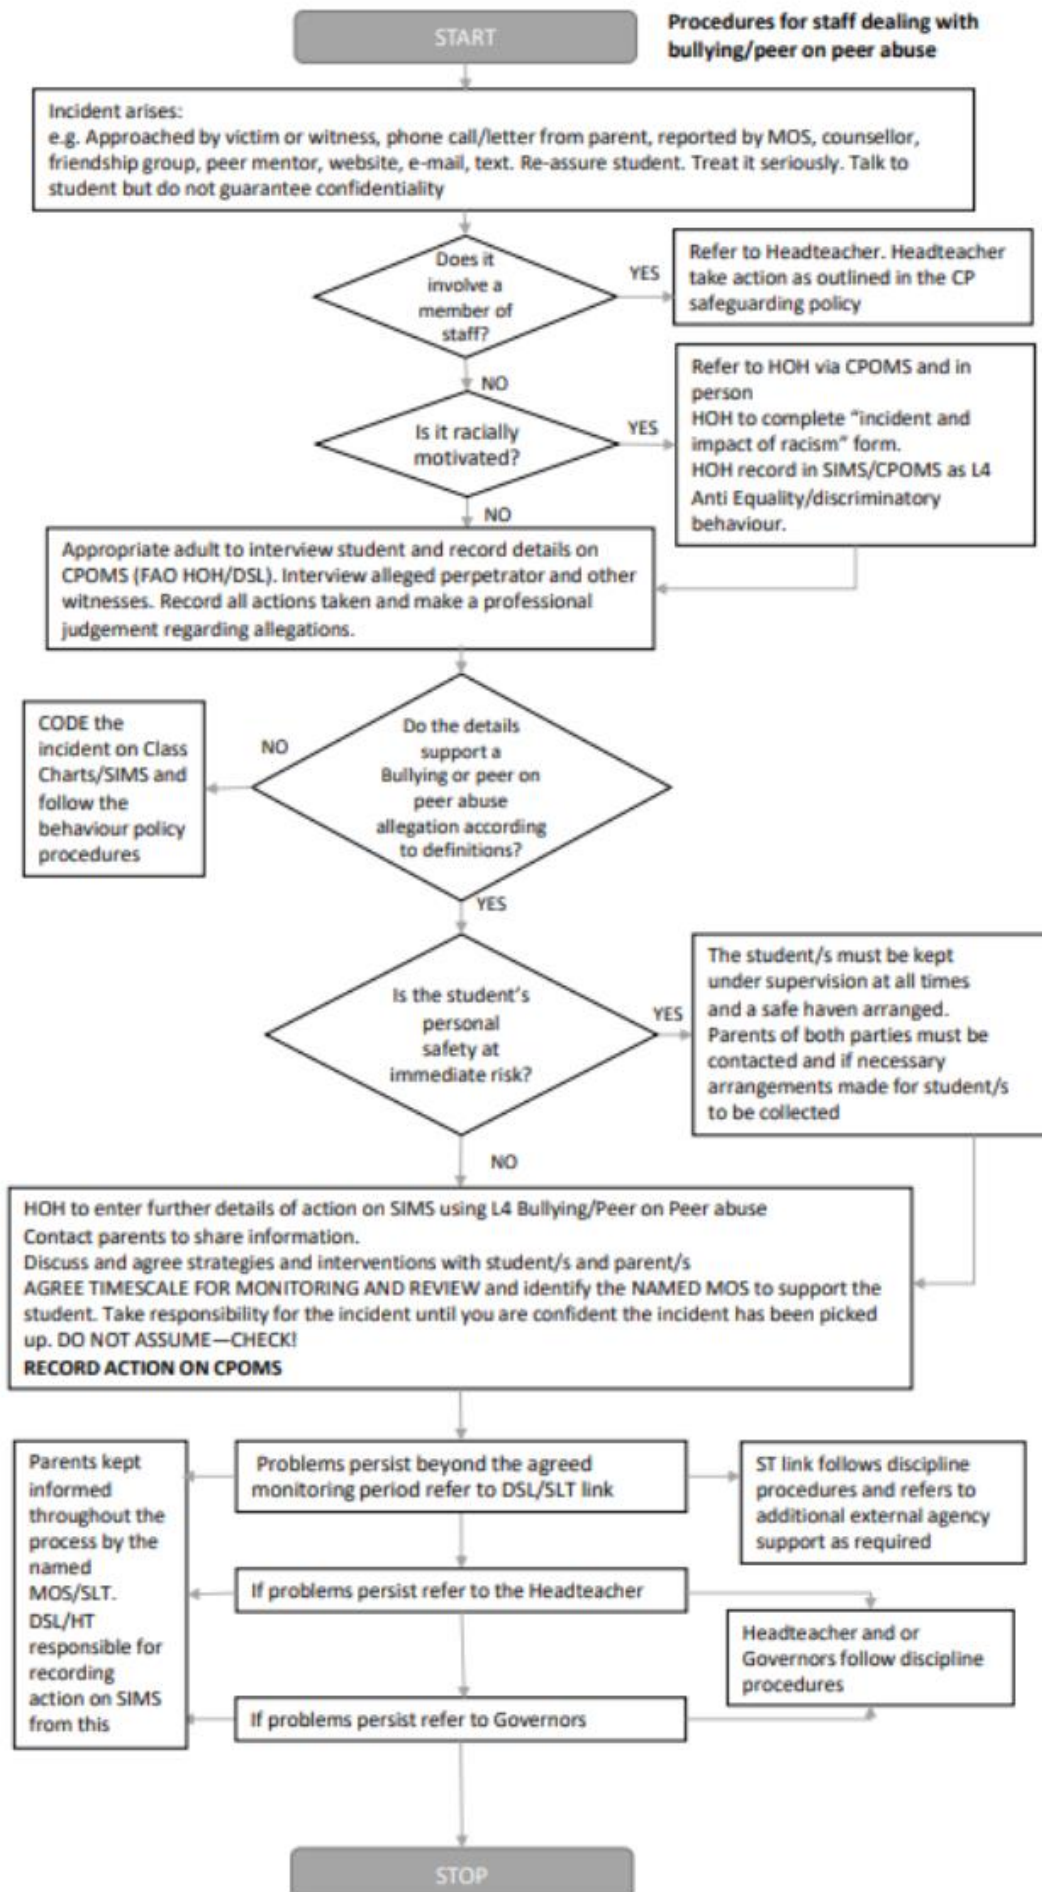 START
Procedures for staff dealing with
bullying/peer on peer abuse
Incident arises:
e.g. Approached by victim or witness, phone call/letter from parent, reported by MOS, counsellor,
friendship group, peer mentor, website, e-mail, text. Re-assure student. Treat it seriously. Talk to
student but do not guarantee confidentiality
Does it
involve a
member of
staff?
YES
Refer to Headteacher. Headteacher
take action as outlined in the CP
safeguarding policy
NO
Is it racially
motivated?
YES
Refer to HOH via CPOMS and in
person
HOH to complete “incident and
impact of racism” form.
HOH record in SIMS/CPOMS as L4
Anti Equality/discriminatory
behaviour.
NO
Appropriate adult to interview student and record details on
CPOMS (FAO HOH/DSL). Interview alleged perpetrator and other
witnesses. Record all actions taken and make a professional
judgement regarding allegations.
Do the details
support a
Bullying or peer on
peer abuse
allegation according
to definitions?
NO
CODE the
incident on Class
Charts/SIMS and
follow the
behaviour policy
procedures
YES
Is the student’s
personal
safety at
immediate risk?
YES
The student/s must be kept
under supervision at all times
and a safe haven arranged.
Parents of both parties must be
contacted and if necessary
arrangements made for student/s
to be collected
NO
HOH to enter further details of action on SIMS using L4 Bullying/Peer on Peer abuse
Contact parents to share information.
Discuss and agree strategies and interventions with student/s and parent/s
AGREE TIMESCALE FOR MONITORING AND REVIEW and identify the NAMED MOS to support the
student. Take responsibility for the incident until you are confident the incident has been picked
up. DO NOT ASSUME—CHECK!
RECORD ACTION ON CPOMS
Parents kept
informed
throughout the
process by the
named
MOS/SLT.
DSL/HT
responsible for
recording
action on SIMS
from this
Problems persist beyond the agreed
monitoring period refer to DSL/SLT link
ST link follows discipline
procedures and refers to
additional external agency
support as required
If problems persist refer to the Headteacher
Headteacher and or
Governors follow discipline
procedures
If problems persist refer to Governors
STOP